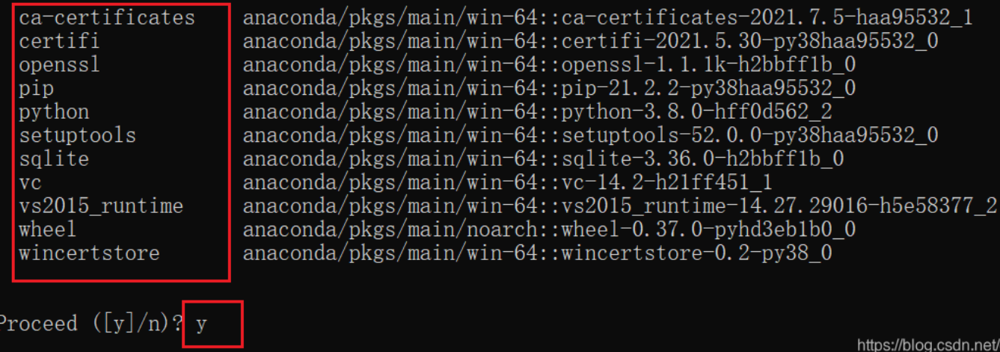 ca-certificates anaconda/pkgs/main/win-64::ca-certificates-2021.7.5-haa95532_1
certifi anaconda/pkgs/main/win-64::certifi-2021.5.30-py38haa95532_0
openssl anaconda/pkgs/main/win-64::openssl-1.1.1k-h2bbff1b_0
pip anaconda/pkgs/main/win-64::pip-21.2.2-py38haa95532_0
python anaconda/pkgs/main/win-64::python-3.8.0-hff0d562_2
setuptools anaconda/pkgs/main/win-64::setuptools-52.0.0-py38haa95532_0
sqlite anaconda/pkgs/main/win-64::sqlite-3.36.0-h2bbff1b_0
vc anaconda/pkgs/main/win-64::vc-14.2-h21ff451_1
vs2015_runtime anaconda/pkgs/main/win-64::vs2015_runtime-14.27.29016-h5e58377_2
wheel anaconda/pkgs/main/noarch::wheel-0.37.0-pyhd3eb1b0_0
wincertstore anaconda/pkgs/main/win-64::wincertstore-0.2-py38_0
Proceed ([y]/n)? y
https://blog.csdn.net/